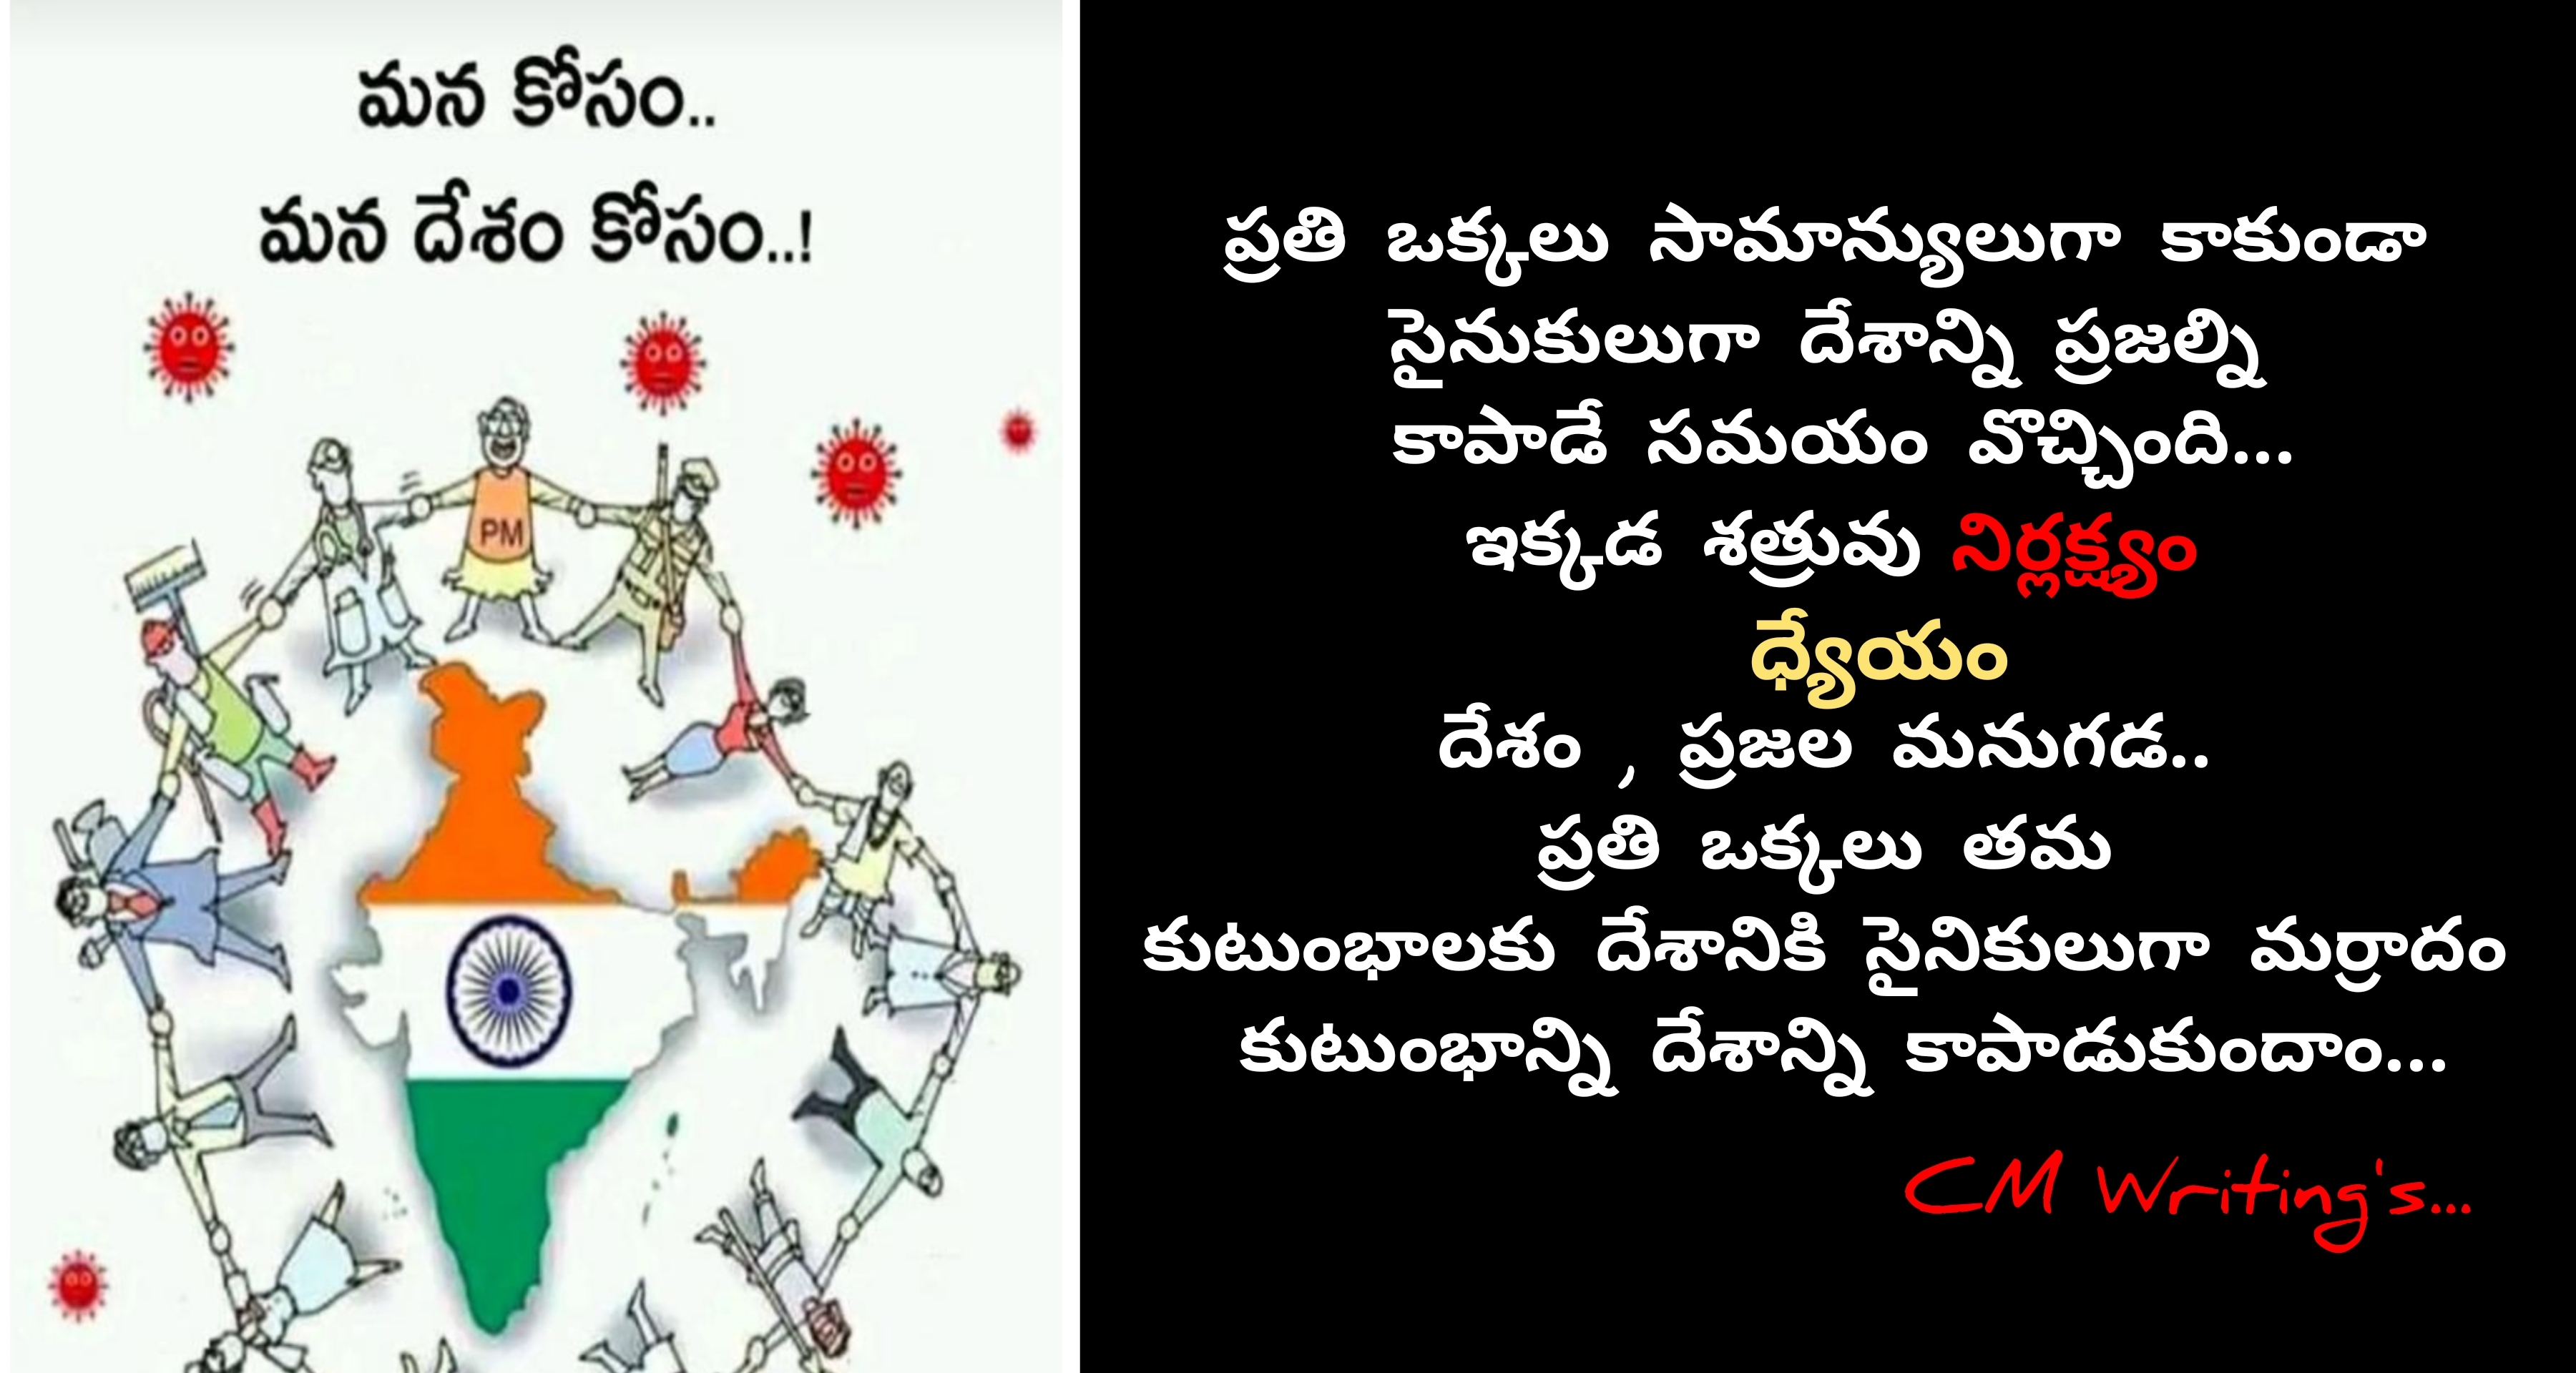 మన కోసం..
మన దేశం కోసం..!
PM
ప్రతి ఒక్కలు సామాన్యులుగా కాకుండా
సైనుకులుగా దేశాన్ని ప్రజల్ని
కాపాడే సమయం వొచ్చింది...
ఇక్కడ శత్రువు నిర్లక్ష్యం
ధ్యేయం
దేశం , ప్రజల మనుగడ..
ప్రతి ఒక్కలు తమ
కుటుంభాలకు దేశానికి సైనికులుగా మర్రాదం
కుటుంభాన్ని దేశాన్ని కాపాడుకుందాం...
CM Writing's...